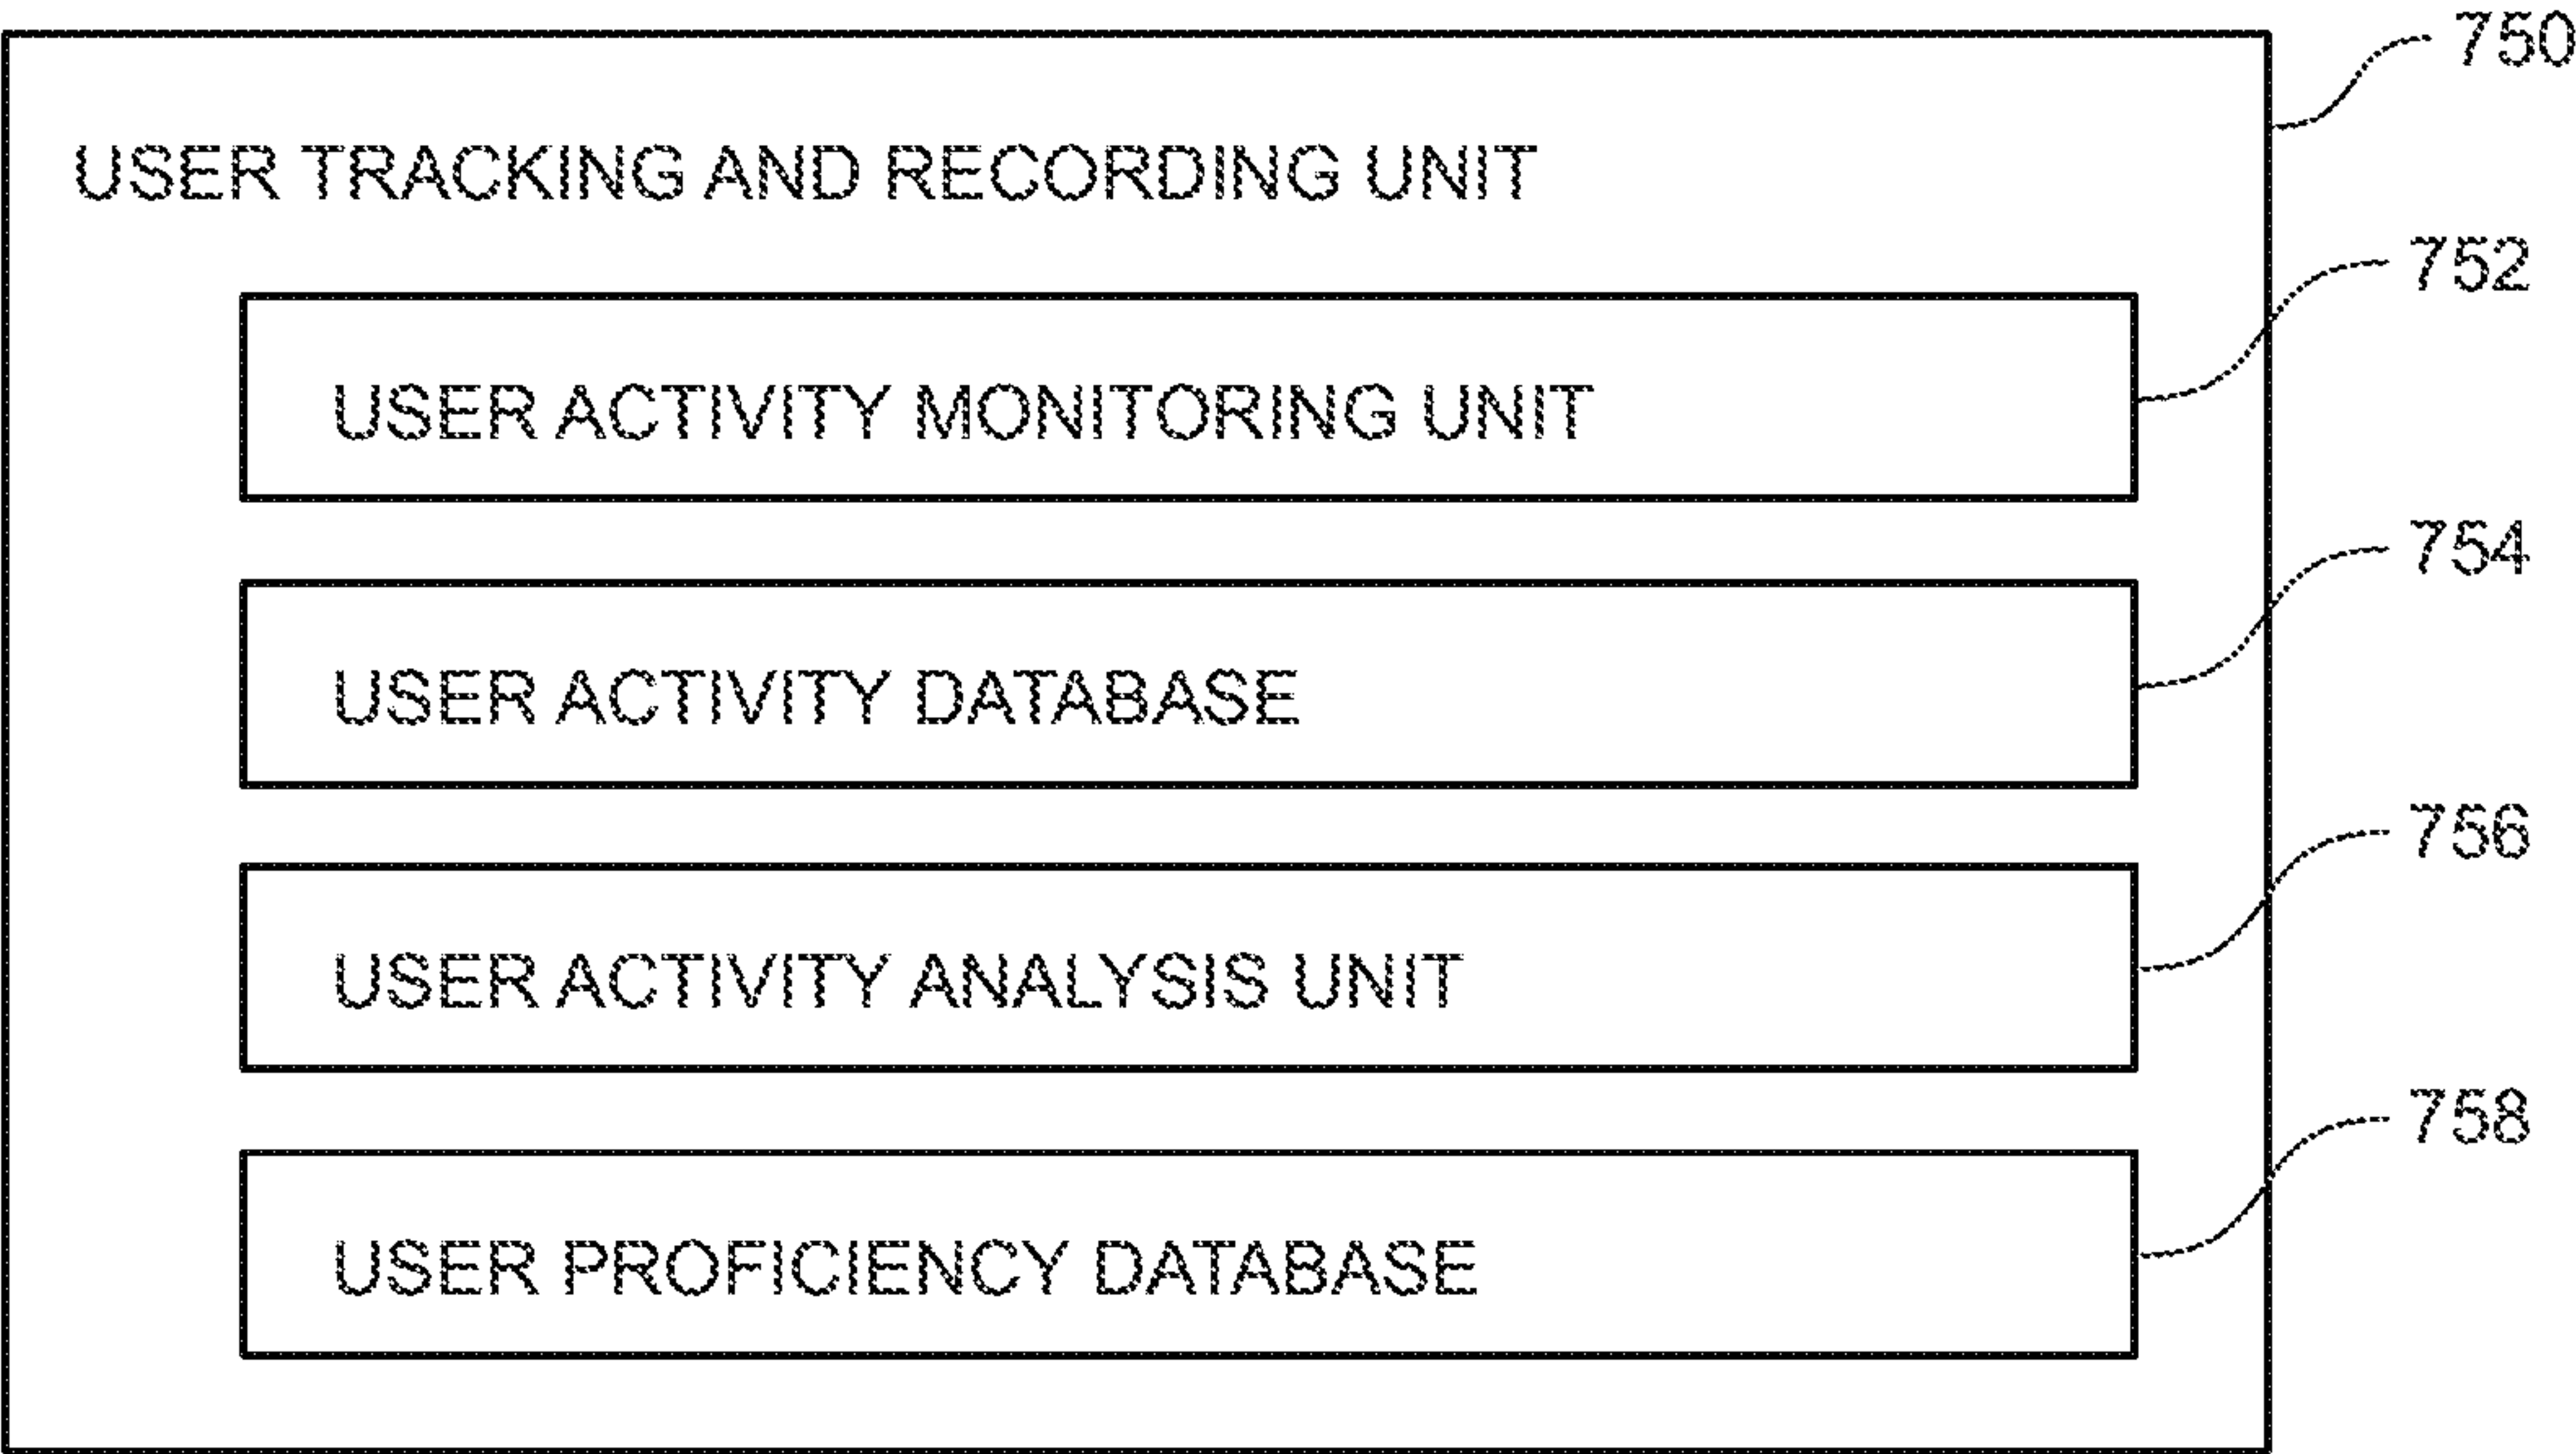 750
USER TRACKING AND RECORDING UNIT
752
USER ACTIVITY MONITORING UNIT
754
USER ACTIVITY DATABASE
756
USER ACTIVITY ANALYSIS UNIT
758
USER PROFICIENCY DATABASE